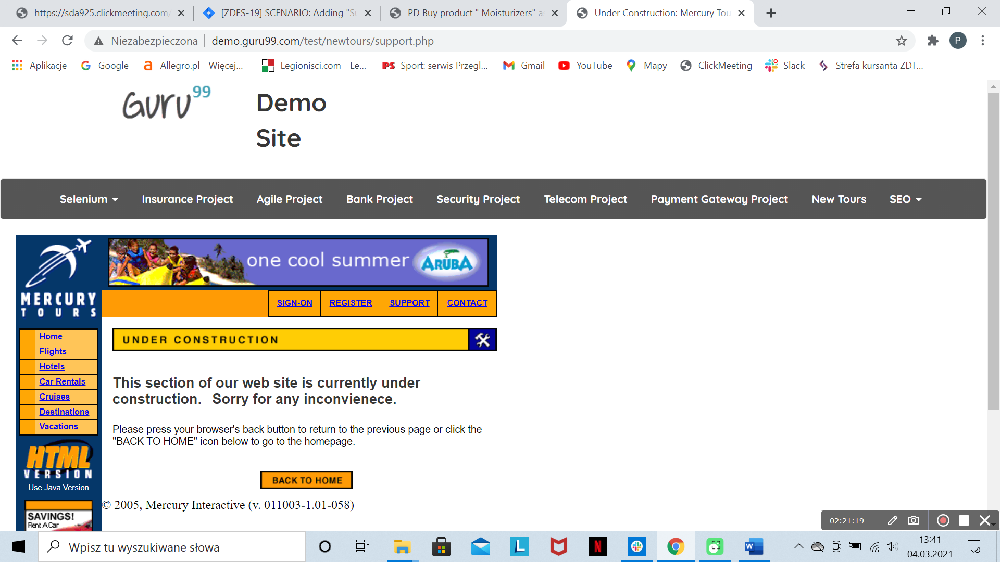 https://sda925.clickmeeting.com/
[ZDES-19] SCENARIO: Adding "Su
PD Buy product " Moisturizers" a
Under Construction: Mercury Tou
Niezabezpieczona
demo.guru99.com/test/newtours/support.php
P
Aplikacje
Google
Allegro.pl - Więcej...
Legionisci.com - Le...
PS Sport: serwis Przegl...
Gmail
YouTube
Mapy
ClickMeeting
Slack
Strefa kursanta ZDT...
Guru99
Demo
Site
Selenium
Insurance Project
Agile Project
Bank Project
Security Project
Telecom Project
Payment Gateway Project
New Tours
SEO
MERCURY
TOURS
one cool summer
ARUBA
SIGN-ON
REGISTER
SUPPORT
CONTACT
Home
Flights
Hotels
Car Rentals
Cruises
Destinations
Vacations
UNDER CONSTRUCTION
This section of our web site is currently under
construction. Sorry for any inconvienece.
Please press your browser's back button to return to the previous page or click the
"BACK TO HOME" icon below to go to the homepage.
BACK TO HOME
HTML
VERSION
Use Java Version
SAVINGS!
Rent A Car
© 2005, Mercury Interactive (v. 011003-1.01-058)
02:21:19
Wpisz tu wyszukiwane słowa
L
N
W
13:41
04.03.2021